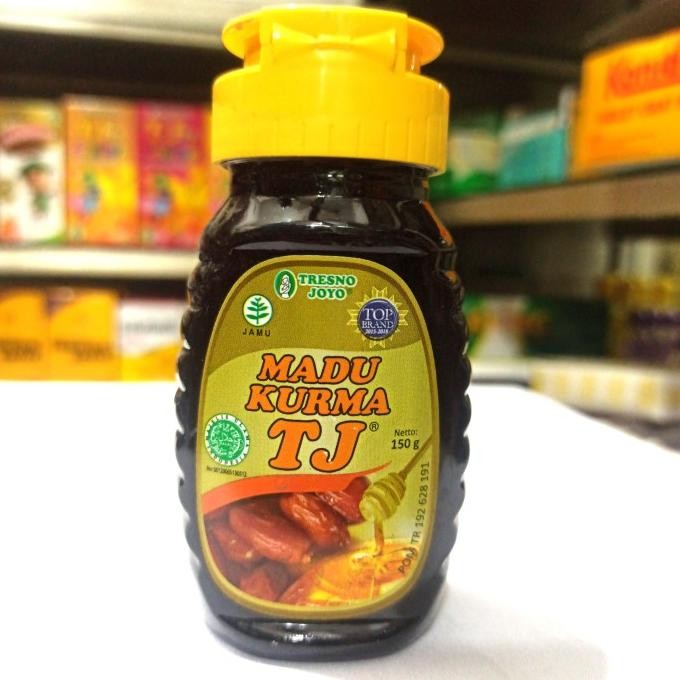 TRESNO
JOYO
JAMU
TOP
BRAND
MADU
KURMA
TJ®
Netto:
150 g
POM TR 192 628 191